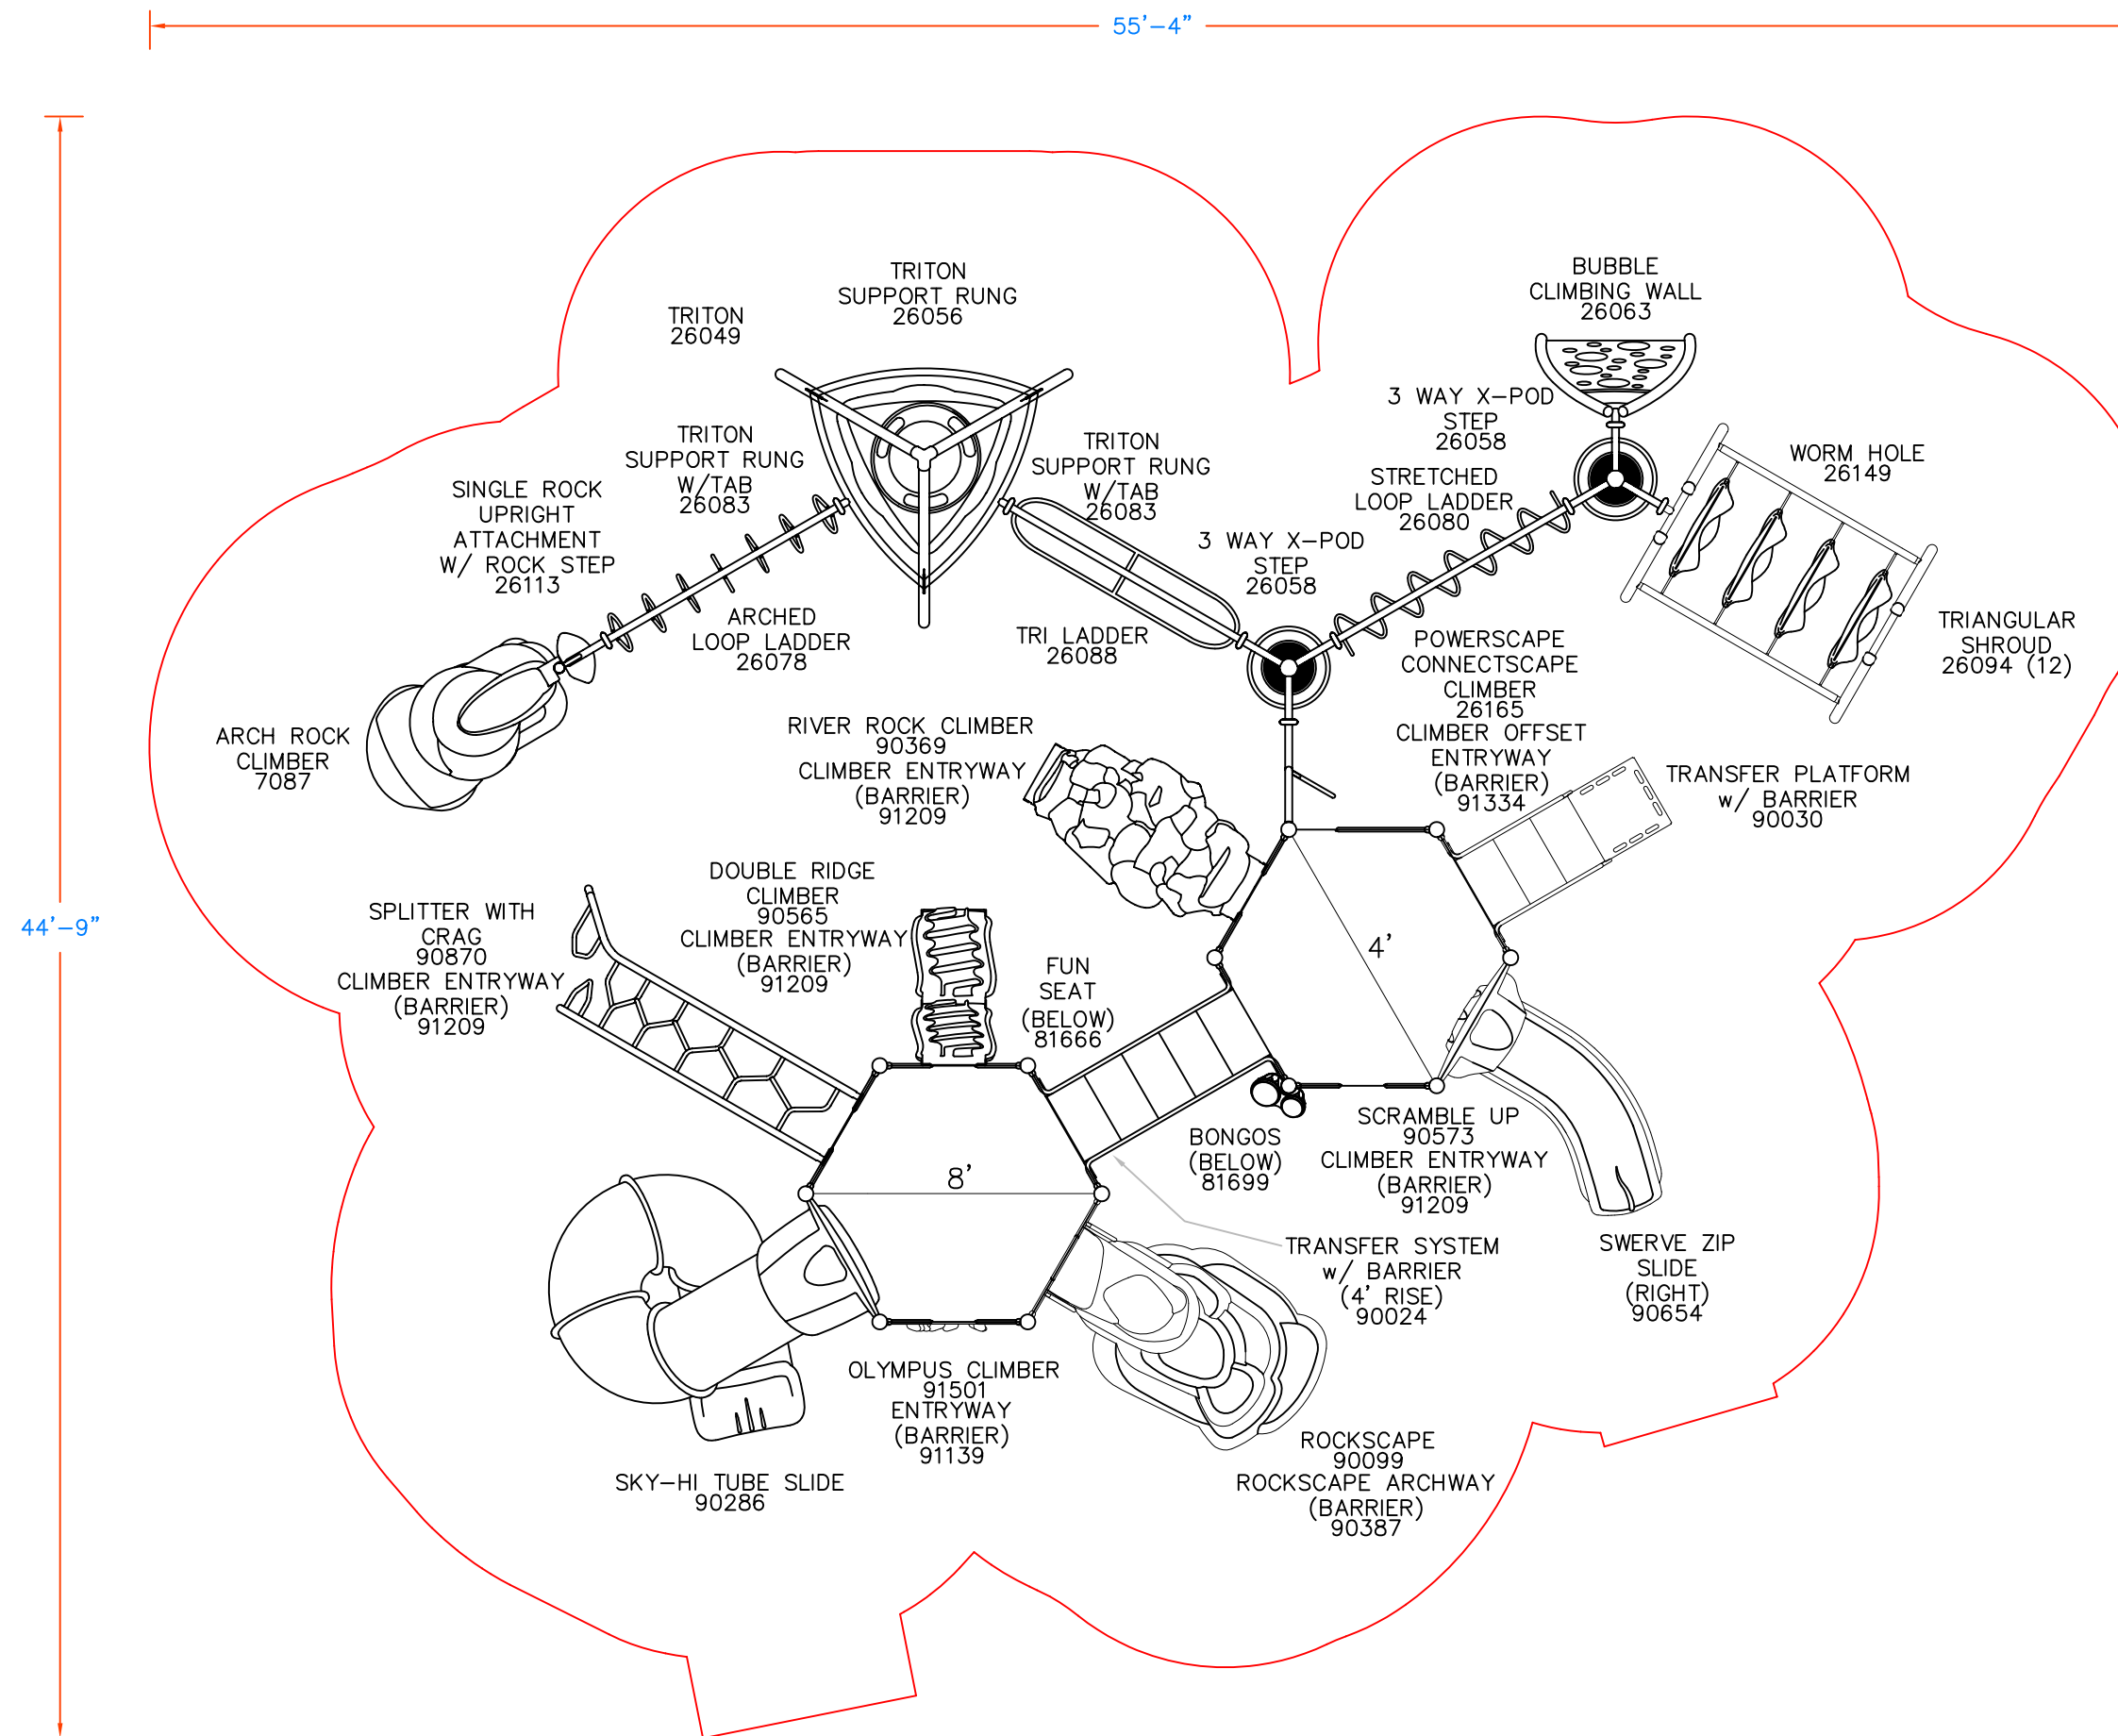 55'-4"
44'-9"
TRITON
SUPPORT RUNG
26056
TRITON
26049
BUBBLE
CLIMBING WALL
26063
3 WAY X-POD
STEP
26058
TRITON
SUPPORT RUNG
W/TAB
26083
TRITON
SUPPORT RUNG
W/TAB
26083
WORM HOLE
26149
STRETCHED
LOOP LADDER
26080
SINGLE ROCK
UPRIGHT
ATTACHMENT
W/ ROCK STEP
26113
3 WAY X-POD
STEP
26058
ARCHED
LOOP LADDER
26078
TRI LADDER
26088
POWERSCAPE
CONNECTSCAPE
CLIMBER
26165
CLIMBER OFFSET
ENTRYWAY
(BARRIER)
91334
TRIANGULAR
SHROUD
26094 (12)
ARCH ROCK
CLIMBER
7087
RIVER ROCK CLIMBER
90369
CLIMBER ENTRYWAY
(BARRIER)
91209
TRANSFER PLATFORM
w/ BARRIER
90030
DOUBLE RIDGE
CLIMBER
90565
CLIMBER ENTRYWAY
(BARRIER)
91209
SPLITTER WITH
CRAG
90870
CLIMBER ENTRYWAY
(BARRIER)
91209
FUN
SEAT
(BELOW)
81666
4'
8'
BONGOS
(BELOW)
81699
SCRAMBLE UP
90573
CLIMBER ENTRYWAY
(BARRIER)
91209
TRANSFER SYSTEM
w/ BARRIER
(4' RISE)
90024
SWERVE ZIP
SLIDE
(RIGHT)
90654
OLYMPUS CLIMBER
91501
ENTRYWAY
(BARRIER)
91139
SKY-HI TUBE SLIDE
90286
ROCKSCAPE
90099
ROCKSCAPE ARCHWAY
(BARRIER)
90387